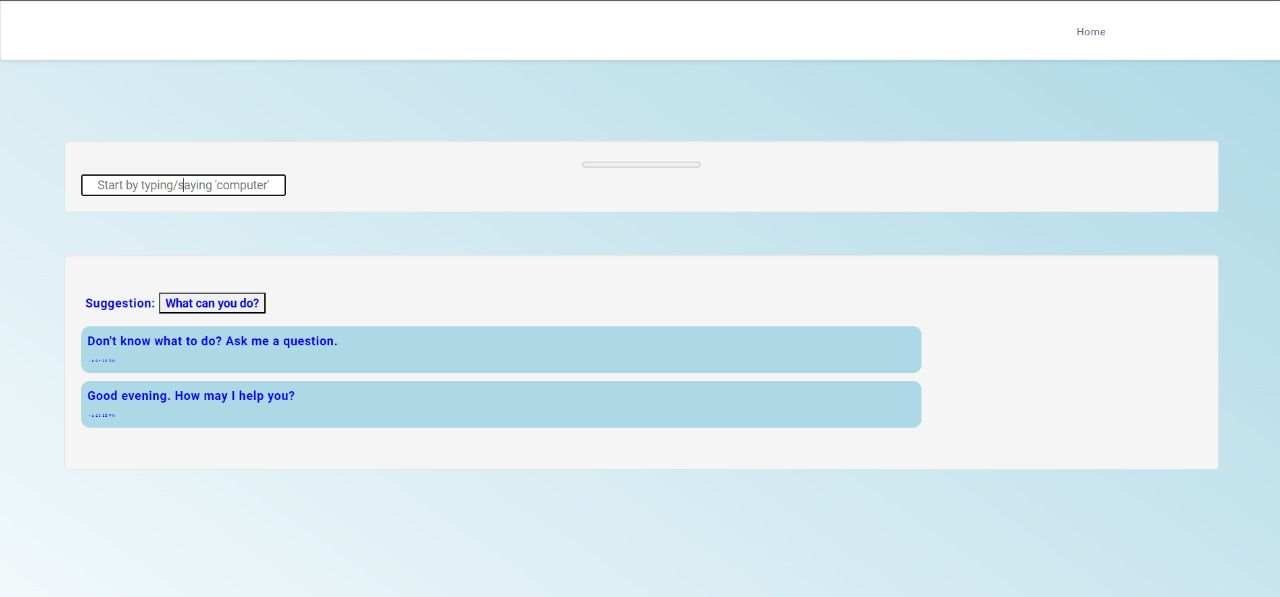 Home
Start by typing/saying 'computer'
Suggestion: What can you do?
Don't know what to do? Ask me a question.
Good evening. How may I help you?